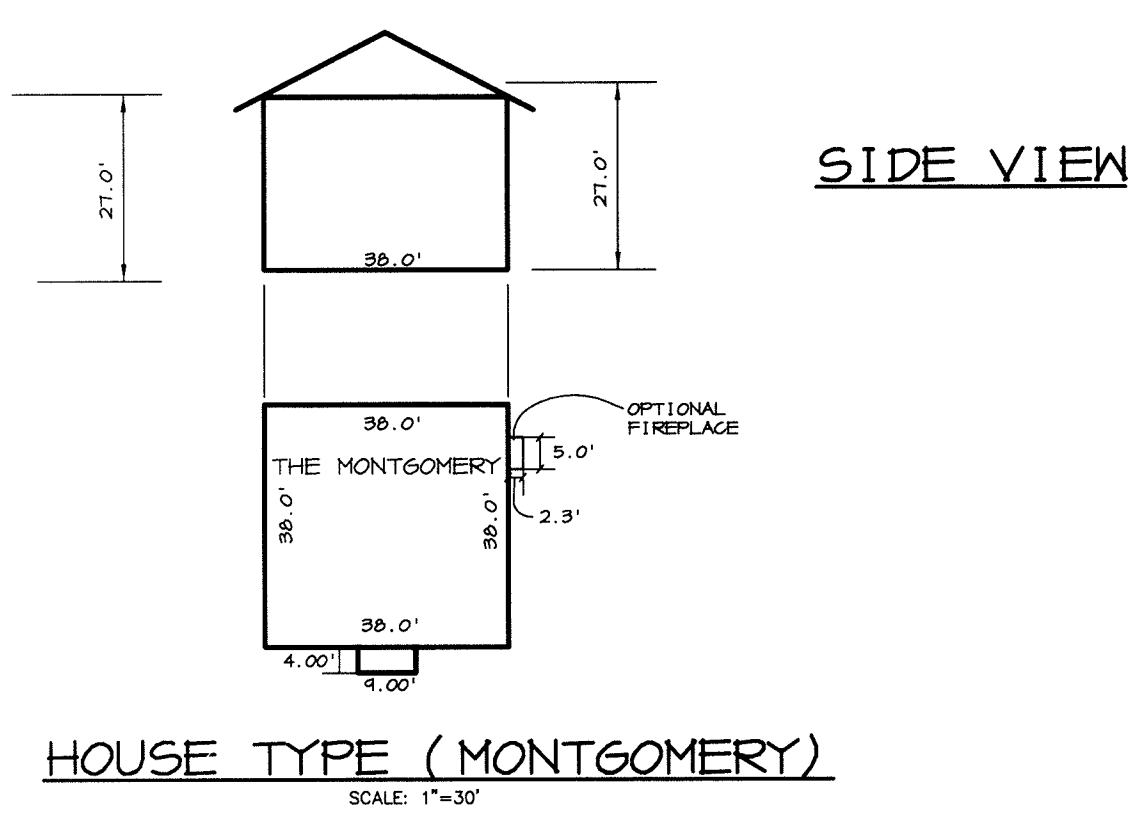 27.0'
27.0'
SIDE VIEW
38.0'
OPTIONAL
FIREPLACE
38.0'
5.0'
THE MONTGOMERY
38.0'
38.0'
2.3'
38.0'
4.00'
9.00'
HOUSE TYPE (MONTGOMERY)
SCALE: 1"=30'